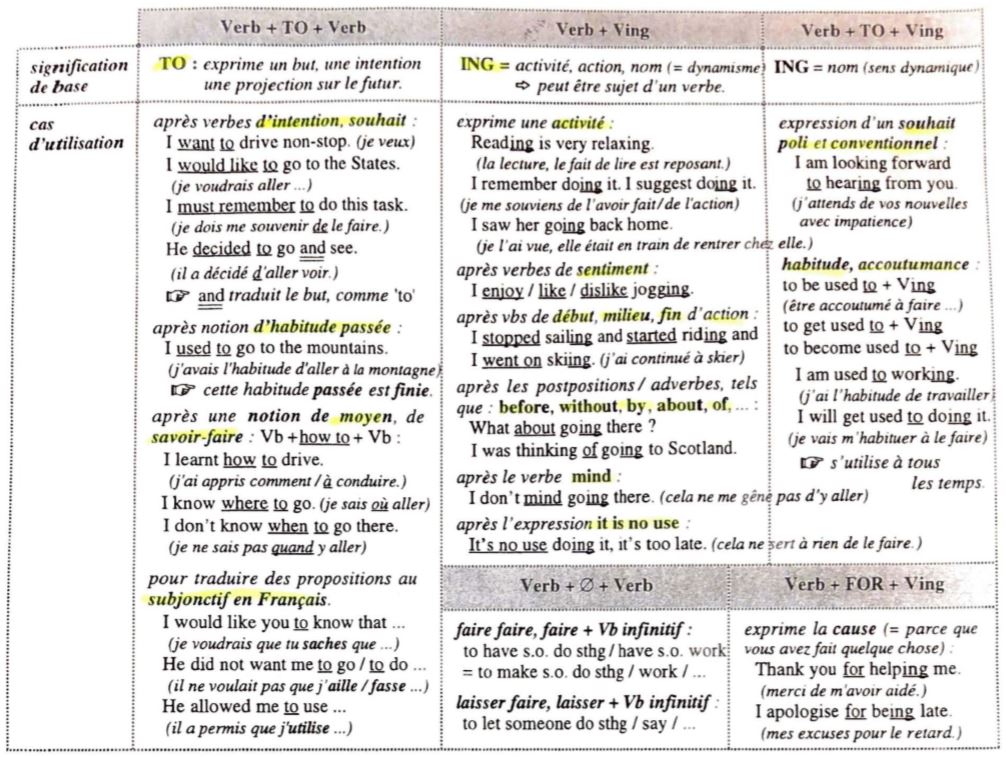 Verb + TO + Verb
Verb + Ving
Verb + TO + Ving
signification
de base
TO : exprime un but, une intention
une projection sur le futur.
ING = activité, action, nom (= dynamisme)
⇨ peut être sujet d'un verbe.
ING = nom (sens dynamique)
cas
d'utilisation
après verbes d'intention, souhait :
I want to drive non-stop. (je veux)
I would like to go to the States.
(je voudrais aller ...)
I must remember to do this task.
(je dois me souvenir de le faire.)
He decided to go and see.
(il a décidé d'aller voir.)
☞ and traduit le but, comme 'to'
après notion d'habitude passée :
I used to go to the mountains.
(j'avais l'habitude d'aller à la montagne)
☞ cette habitude passée est finie.
après une notion de moyen, de
savoir-faire : Vb + how to + Vb :
I learnt how to drive.
(j'ai appris comment / à conduire.)
I know where to go. (je sais où aller)
I don't know when to go there.
(je ne sais pas quand y aller)
pour traduire des propositions au
subjonctif en Français.
I would like you to know that ...
(je voudrais que tu saches que ...)
He did not want me to go / to do ...
(il ne voulait pas que j'aille / fasse ...)
He allowed me to use ...
(il a permis que j'utilise ...)
exprime une activité :
Reading is very relaxing.
(la lecture, le fait de lire est reposant.)
I remember doing it. I suggest doing it.
(je me souviens de l'avoir fait/de l'action)
I saw her going back home.
(je l'ai vue, elle était en train de rentrer chez elle.)
après verbes de sentiment :
I enjoy / like / dislike jogging.
après vbs de début, milieu, fin d'action :
I stopped sailing and started riding and
I went on skiing. (j'ai continué à skier)
après les postpositions / adverbes, tels
que : before, without, by, about, of, ... :
What about going there ?
I was thinking of going to Scotland.
après le verbe mind :
I don't mind going there. (cela ne me gêne pas d'y aller)
après l'expression it is no use :
It's no use doing it, it's too late. (cela ne sert à rien de le faire.)
expression d'un souhait
poli et conventionnel :
I am looking forward
to hearing from you.
(j'attends de vos nouvelles
avec impatience)
habitude, accoutumance :
to be used to + Ving
(être accoutumé à faire ...)
to get used to + Ving
to become used to + Ving
I am used to working.
(j'ai l'habitude de travailler)
I will get used to doing it.
(je vais m'habituer à le faire)
☞ s'utilise à tous
les temps.
Verb + ∅ + Verb
Verb + FOR + Ving
faire faire, faire + Vb infinitif :
to have s.o. do sthg / have s.o. work
= to make s.o. do sthg / work / ...
laisser faire, laisser + Vb infinitif :
to let someone do sthg / say / ...
exprime la cause (= parce que
vous avez fait quelque chose) :
Thank you for helping me.
(merci de m'avoir aidé.)
I apologise for being late.
(mes excuses pour le retard.)